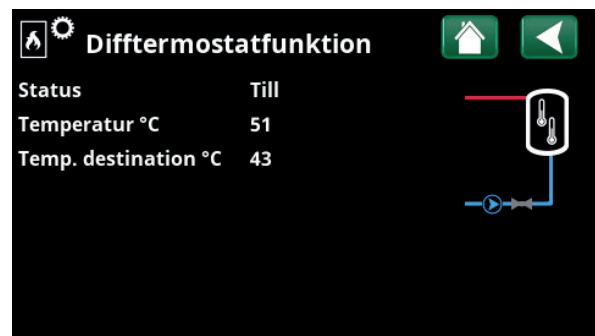 Difftermostatfunktion
Status Till
Temperatur °C 51
Temp. destination °C 43